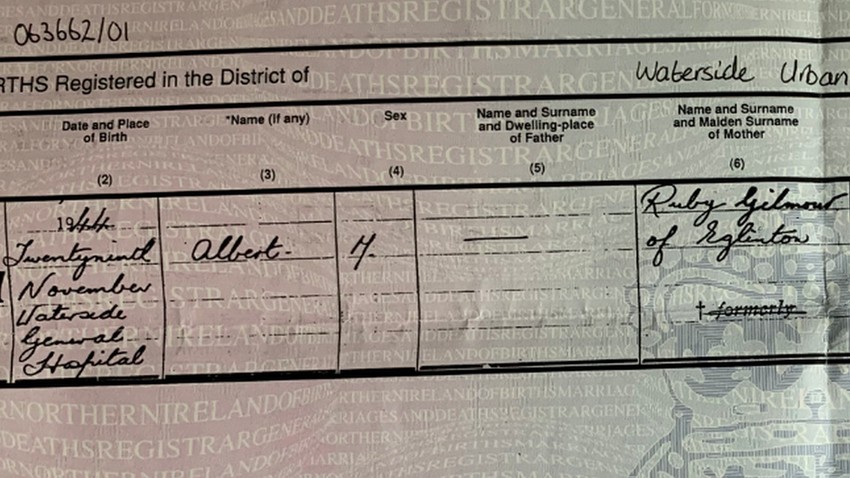 063662/01
RTHS Registered in the District of Waterside Urban
Date and Place of Birth
*Name (if any)
Sex
Name and Surname and Dwelling-place of Father
Name and Surname and Maiden Surname of Mother
(2) (3) (4) (5) (6)
1944
Twentyninth
November
Waterside
General
Hospital
Albert.
Ruby Gilmour
of Eglinton
† formerly